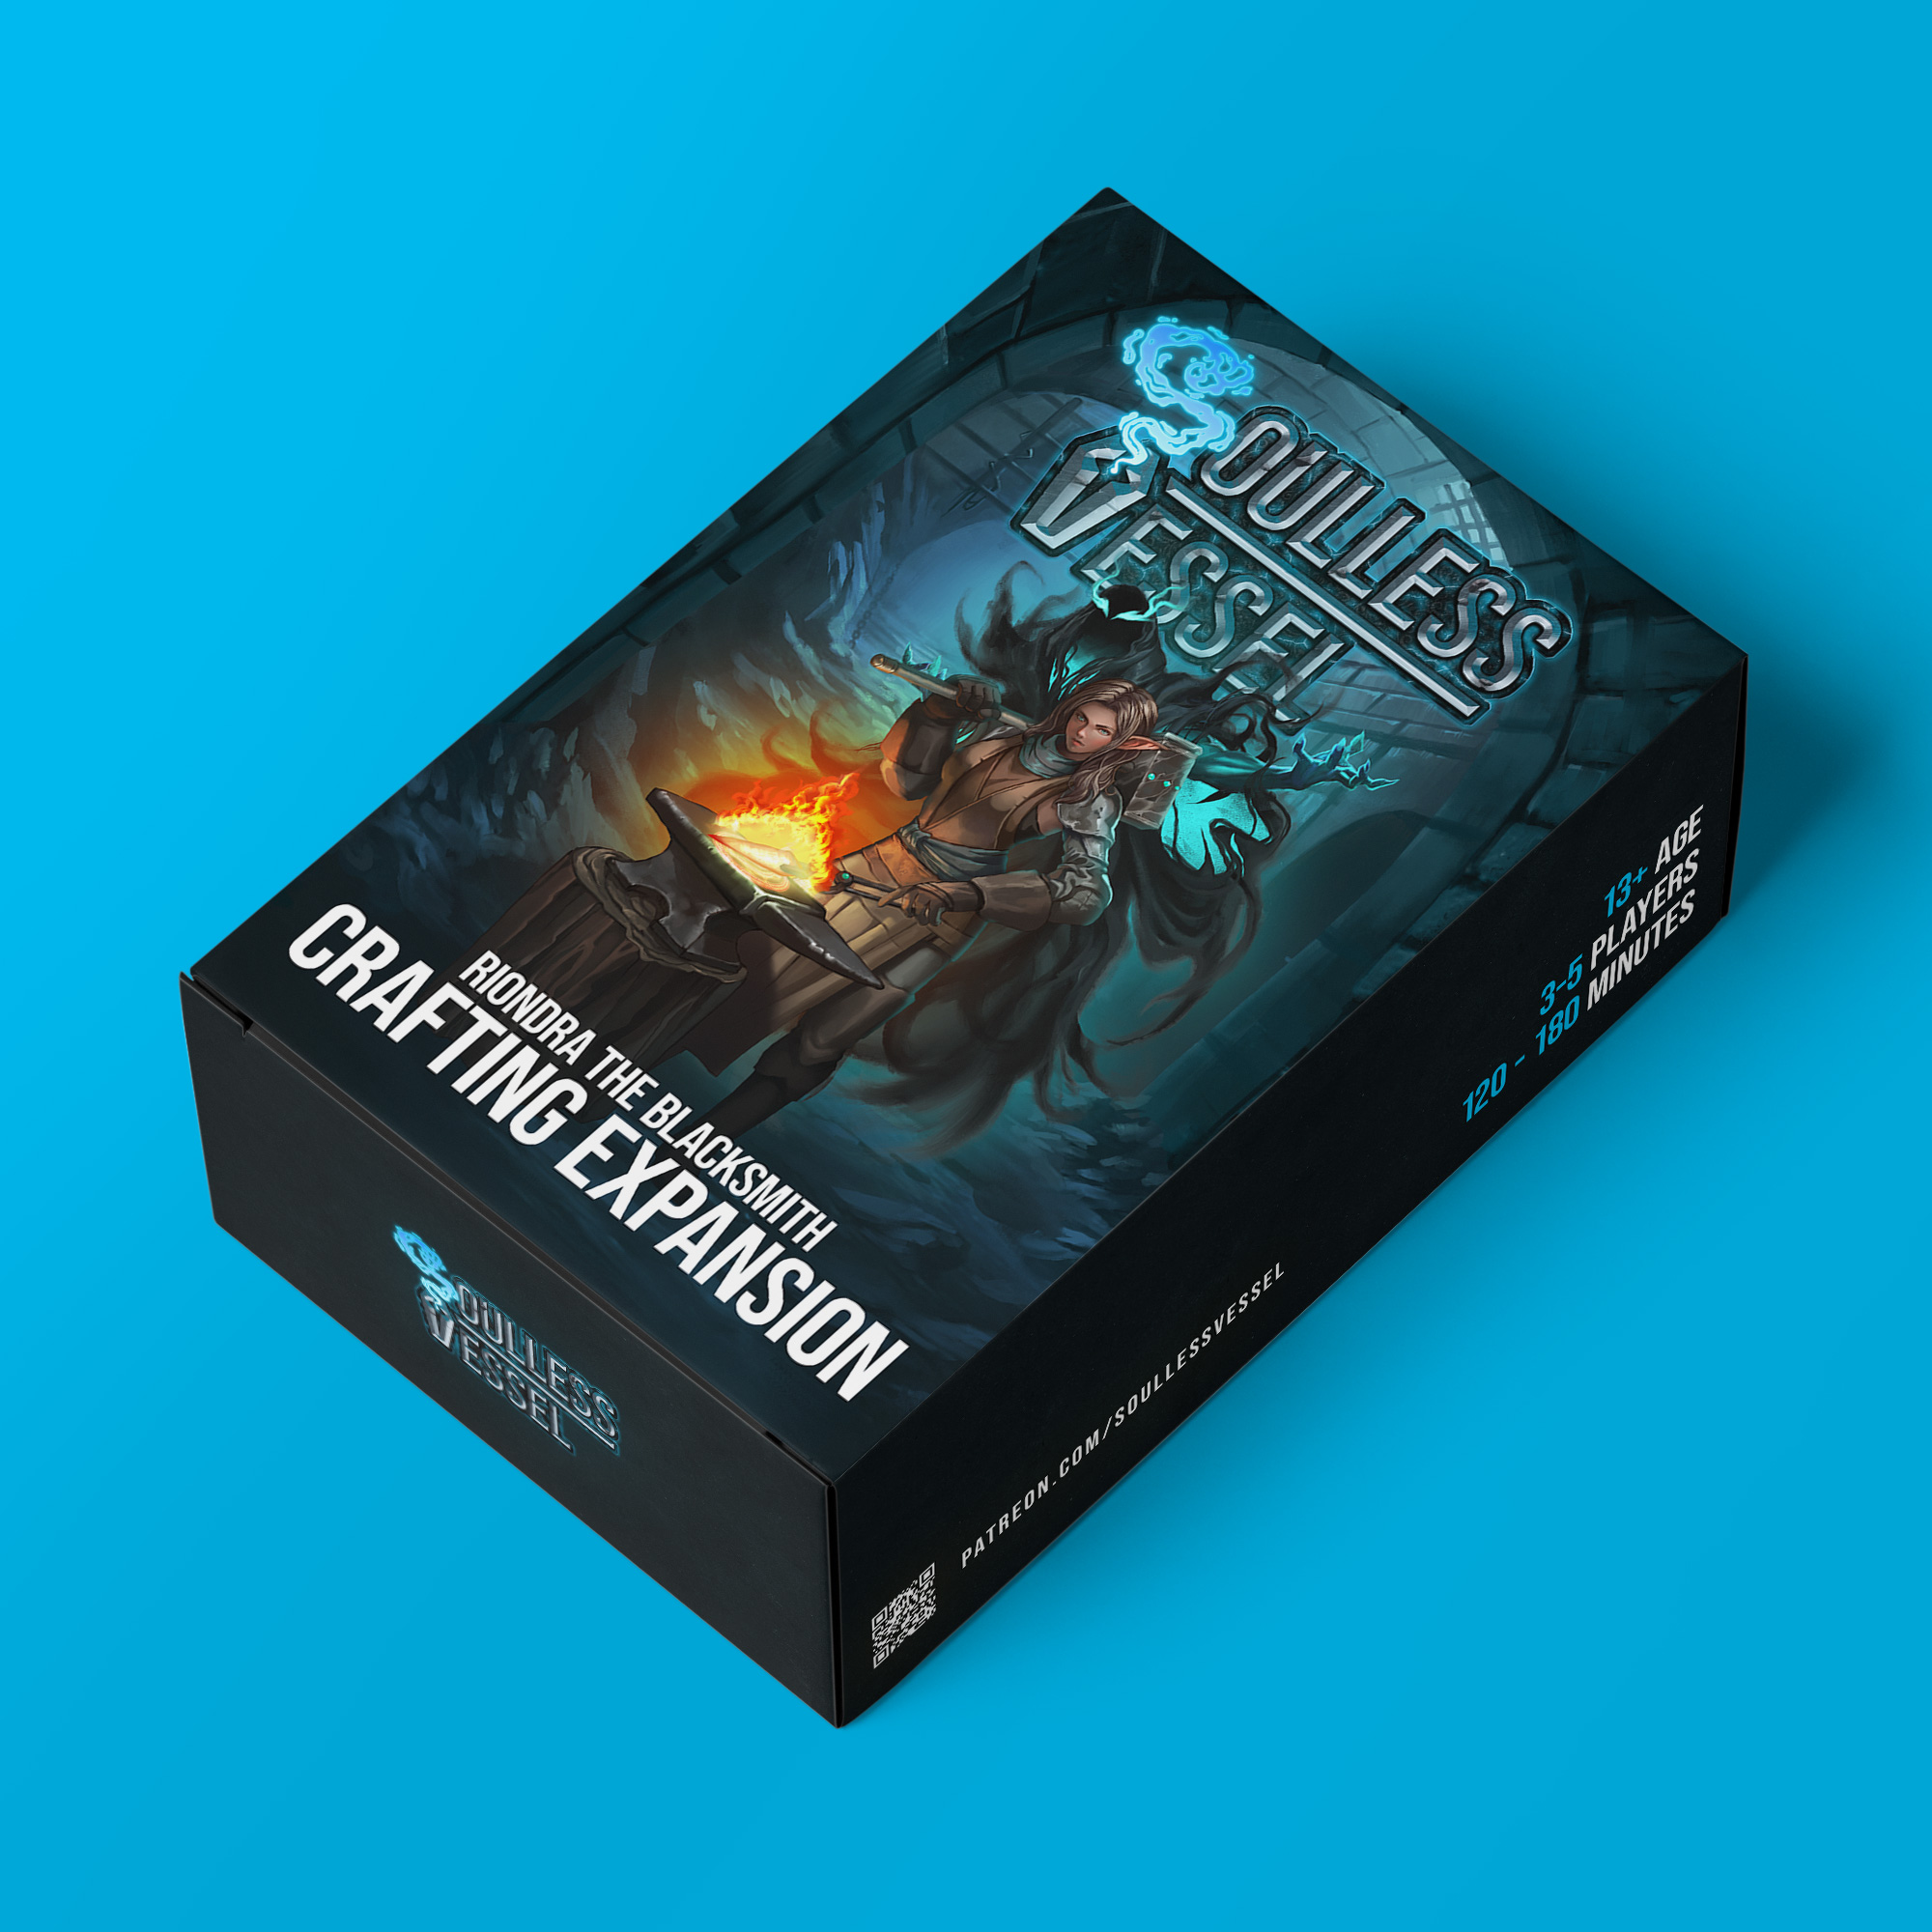 SOULLESS
VESSEL
RIONDRA THE BLACKSMITH
CRAFTING EXPANSION
SOULLESS
VESSEL
13+ AGE
3-5 PLAYERS
120 - 180 MINUTES
PATREON.COM/SOULLESSVESSEL